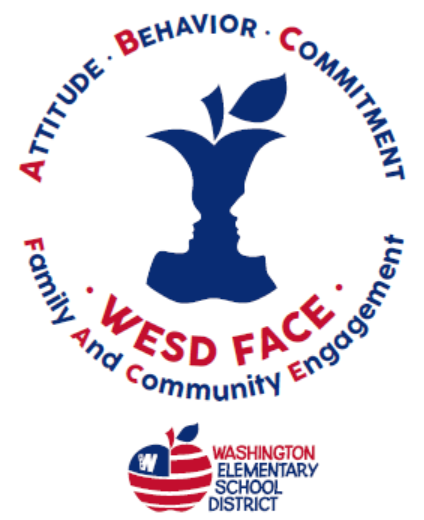 ATTITUDE · BEHAVIOR · COMMITMENT
· WESD FACE ·
Family And Community Engagement
W
WASHINGTON
ELEMENTARY
SCHOOL
DISTRICT